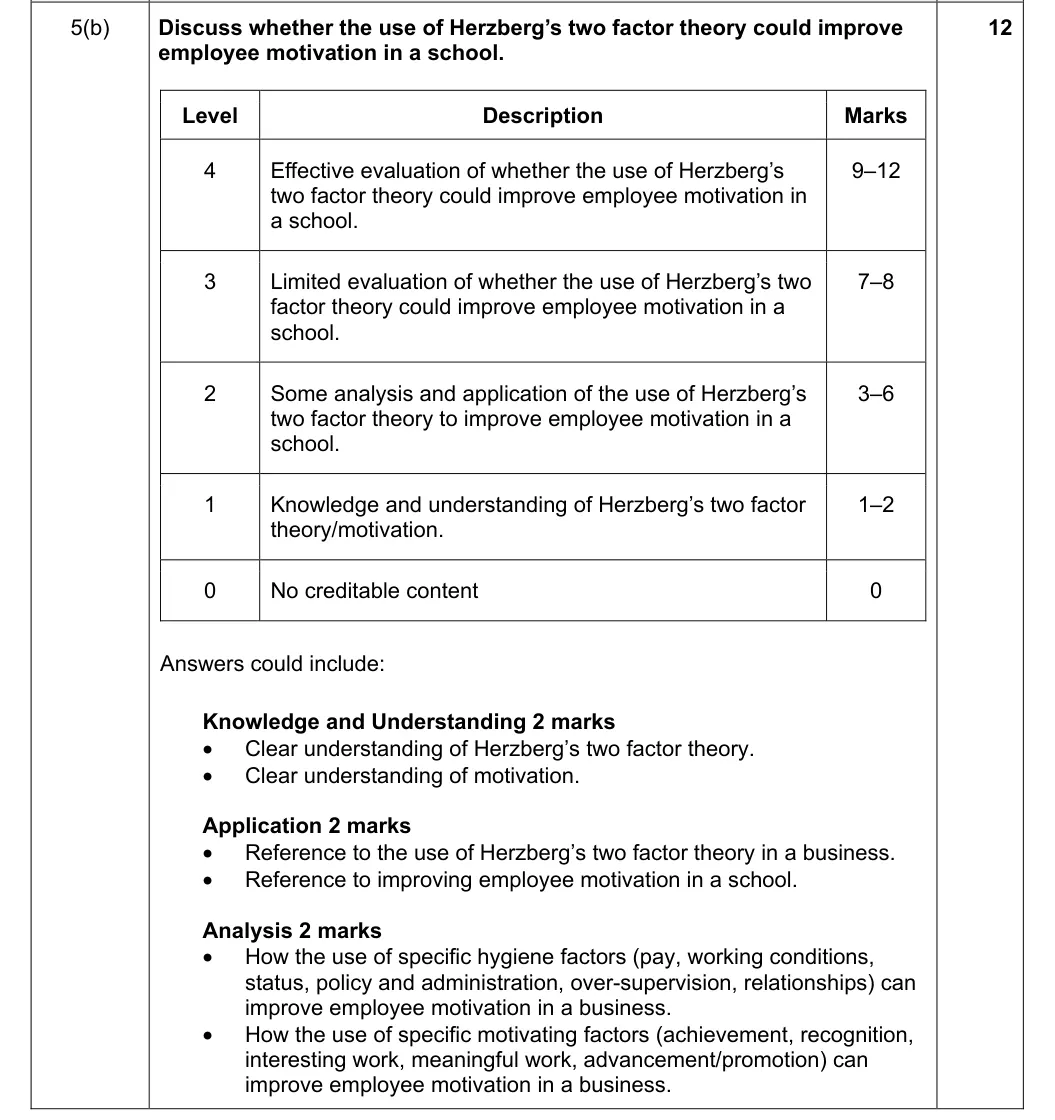 5(b) Discuss whether the use of Herzberg’s two factor theory could improve 12
employee motivation in a school.
Level Description Marks
4 Effective evaluation of whether the use of Herzberg’s 9–12
two factor theory could improve employee motivation in
a school.
3 Limited evaluation of whether the use of Herzberg’s two 7–8
factor theory could improve employee motivation in a
school.
2 Some analysis and application of the use of Herzberg’s 3–6
two factor theory to improve employee motivation in a
school.
1 Knowledge and understanding of Herzberg’s two factor 1–2
theory/motivation.
0 No creditable content 0
Answers could include:
Knowledge and Understanding 2 marks
• Clear understanding of Herzberg’s two factor theory.
• Clear understanding of motivation.
Application 2 marks
• Reference to the use of Herzberg’s two factor theory in a business.
• Reference to improving employee motivation in a school.
Analysis 2 marks
• How the use of specific hygiene factors (pay, working conditions,
status, policy and administration, over-supervision, relationships) can
improve employee motivation in a business.
• How the use of specific motivating factors (achievement, recognition,
interesting work, meaningful work, advancement/promotion) can
improve employee motivation in a business.